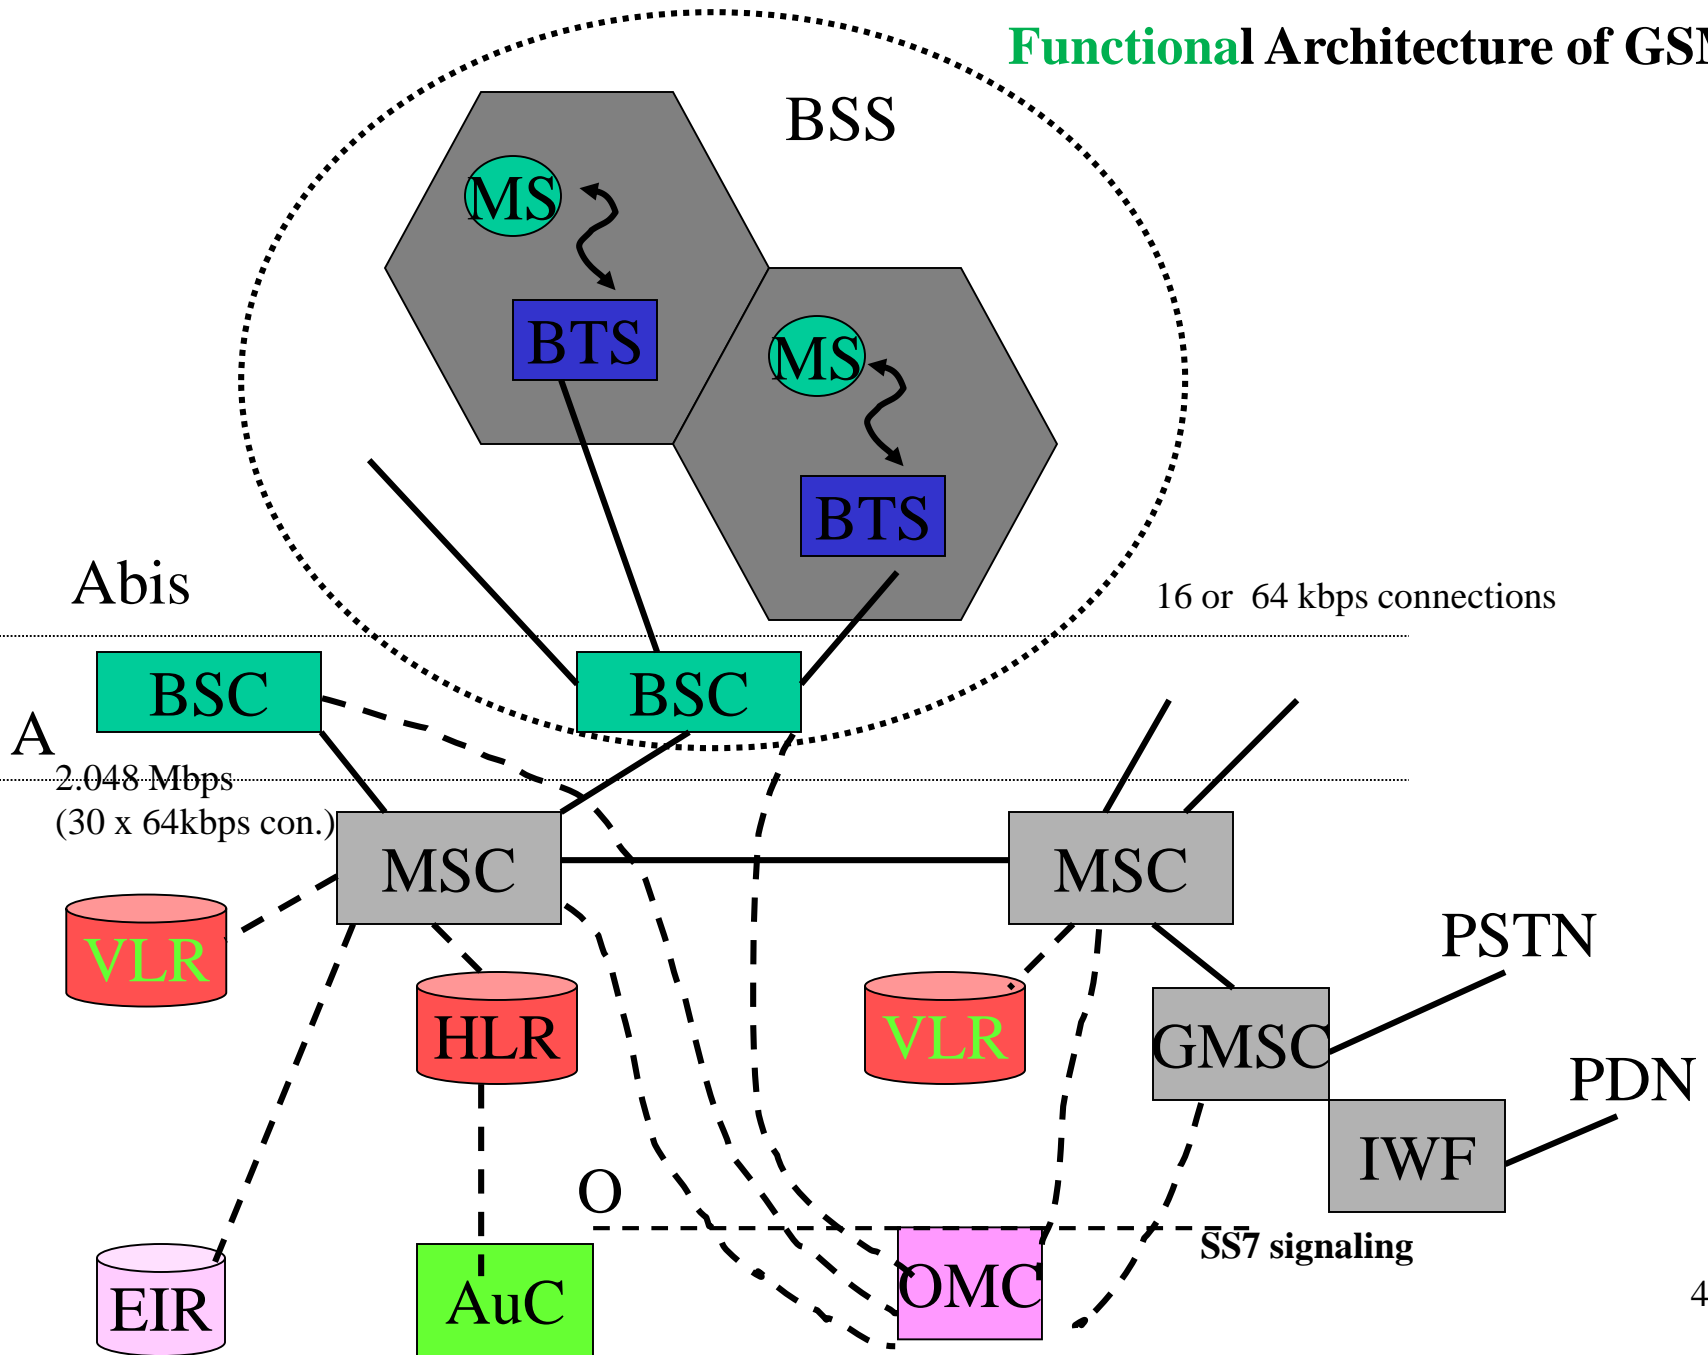 Functional Architecture of GSM
BSS
MS
BTS
MS
BTS
Abis
16 or 64 kbps connections
BSC
BSC
A
2.048 Mbps
(30 x 64kbps con.)
MSC
MSC
VLR
HLR
VLR
GMSC
PSTN
PDN
IWF
O
SS7 signaling
EIR
AuC
OMC
4